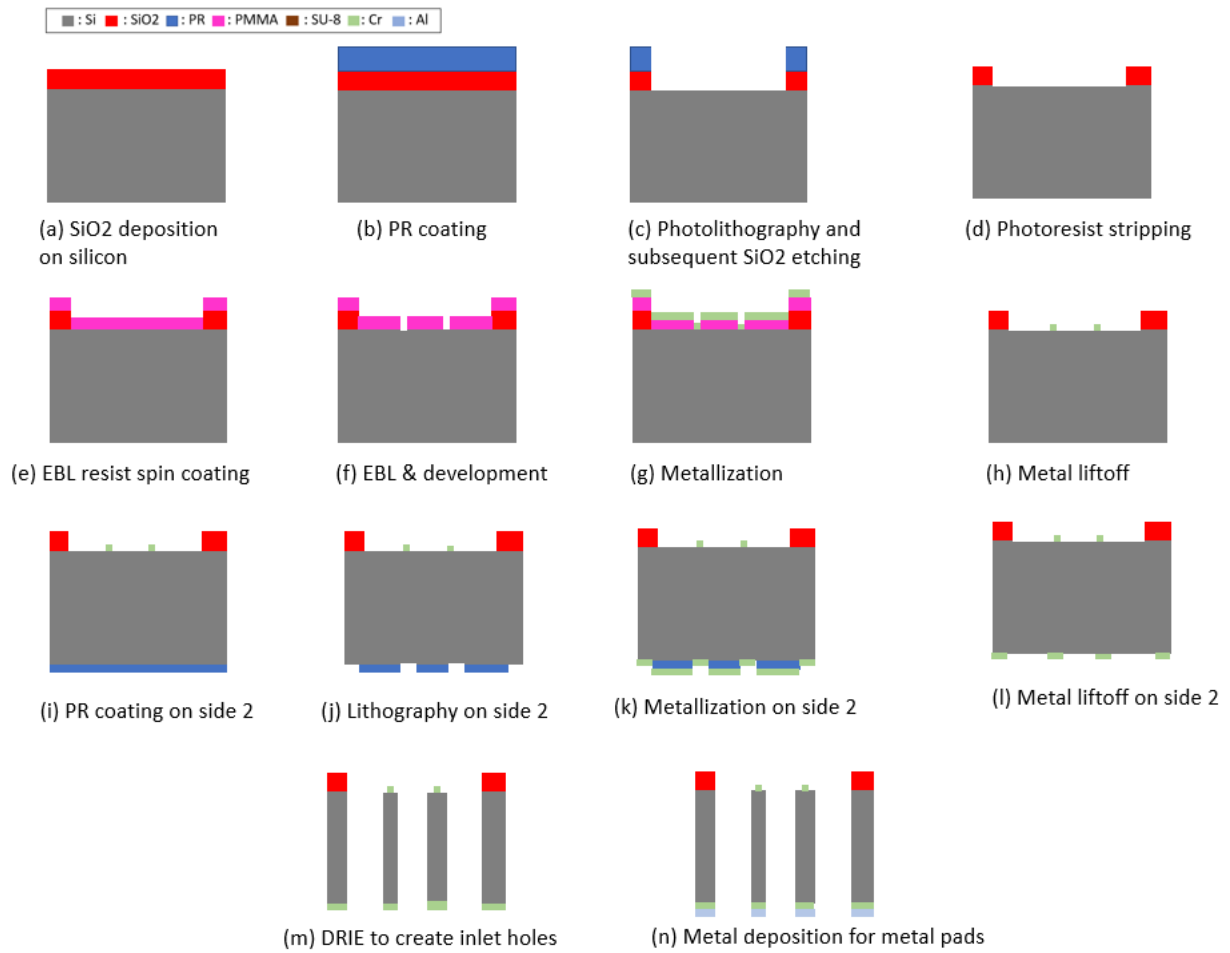 : Si : SiO2 : PR : PMMA : SU-8 : Cr : Al
(a) SiO2 deposition
on silicon
(b) PR coating
(c) Photolithography and
subsequent SiO2 etching
(d) Photoresist stripping
(e) EBL resist spin coating
(f) EBL & development
(g) Metallization
(h) Metal liftoff
(i) PR coating on side 2
(j) Lithography on side 2
(k) Metallization on side 2
(l) Metal liftoff on side 2
(m) DRIE to create inlet holes
(n) Metal deposition for metal pads